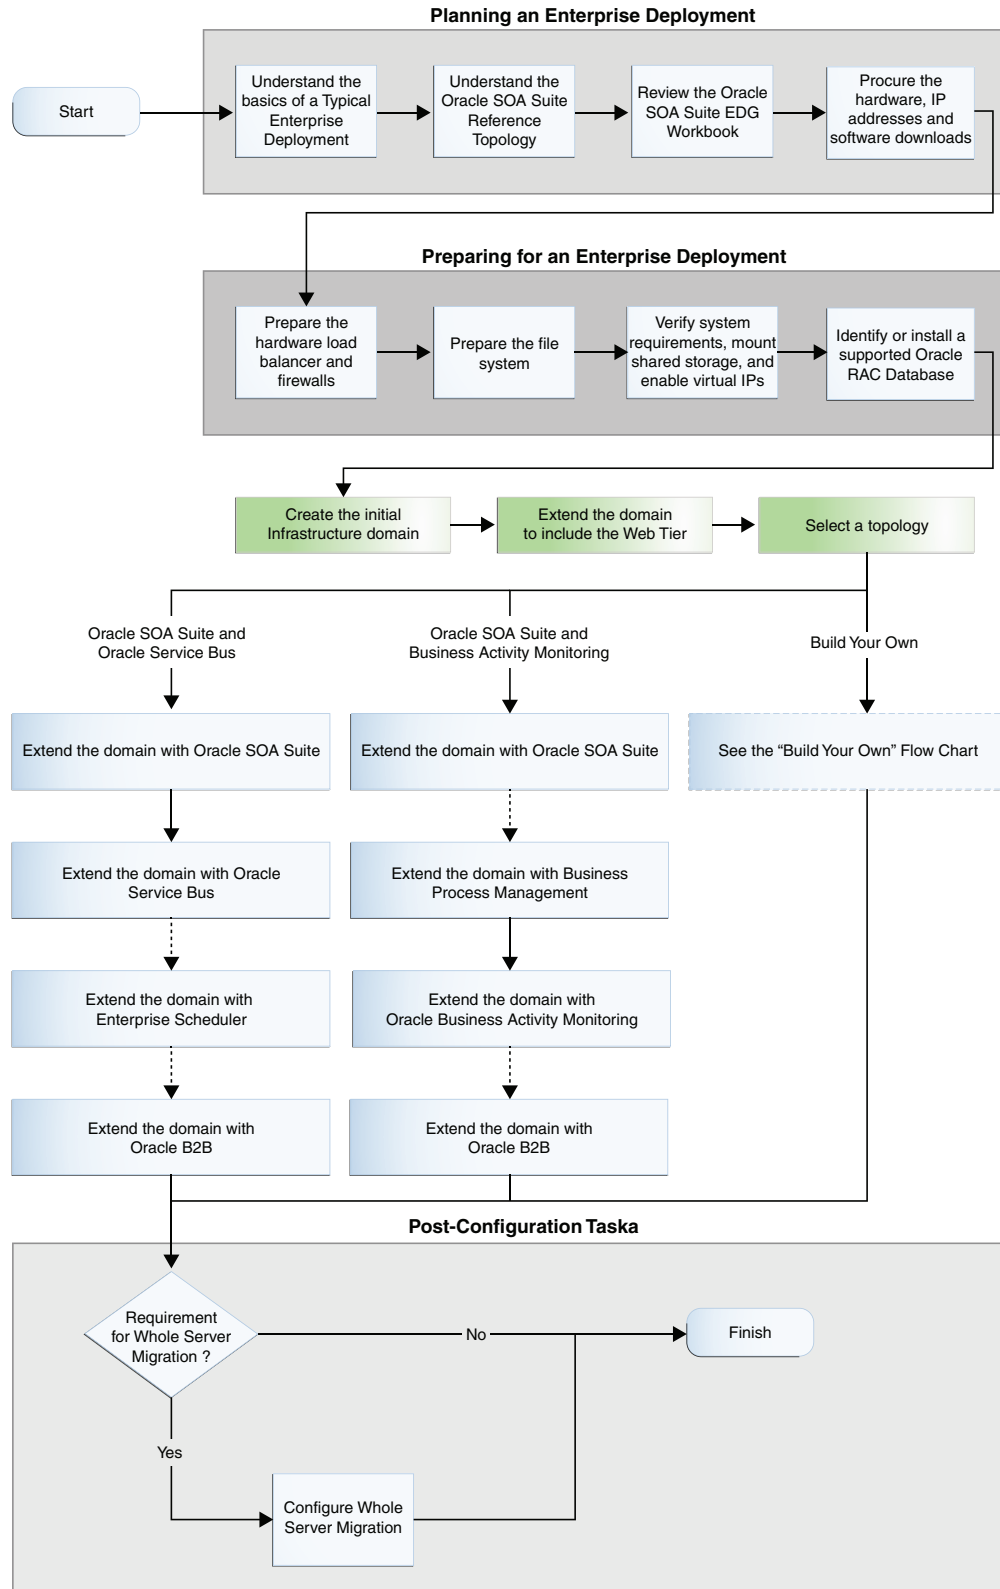 Planning an Enterprise Deployment
Start
Understand the
basics of a Typical
Enterprise
Deployment
Understand the
Oracle SOA Suite
Reference
Topology
Review the Oracle
SOA Suite EDG
Workbook
Procure the
hardware, IP
addresses and
software downloads
Preparing for an Enterprise Deployment
Prepare the
hardware load
balancer and
firewalls
Prepare the file
system
Verify system
requirements, mount
shared storage, and
enable virtual IPs
Identify or install a
supported Oracle
RAC Database
Create the initial
Infrastructure domain
Extend the domain
to include the Web Tier
Select a topology
Oracle SOA Suite and
Oracle Service Bus
Oracle SOA Suite and
Business Activity Monitoring
Build Your Own
Extend the domain with Oracle SOA Suite
Extend the domain with Oracle SOA Suite
See the “Build Your Own” Flow Chart
Extend the domain with Oracle
Service Bus
Extend the domain with Business
Process Management
Extend the domain with
Enterprise Scheduler
Extend the domain with
Oracle Business Activity Monitoring
Extend the domain with
Oracle B2B
Extend the domain with
Oracle B2B
Post-Configuration Taska
Requirement
for Whole Server
Migration ?
No
Finish
Yes
Configure Whole
Server Migration